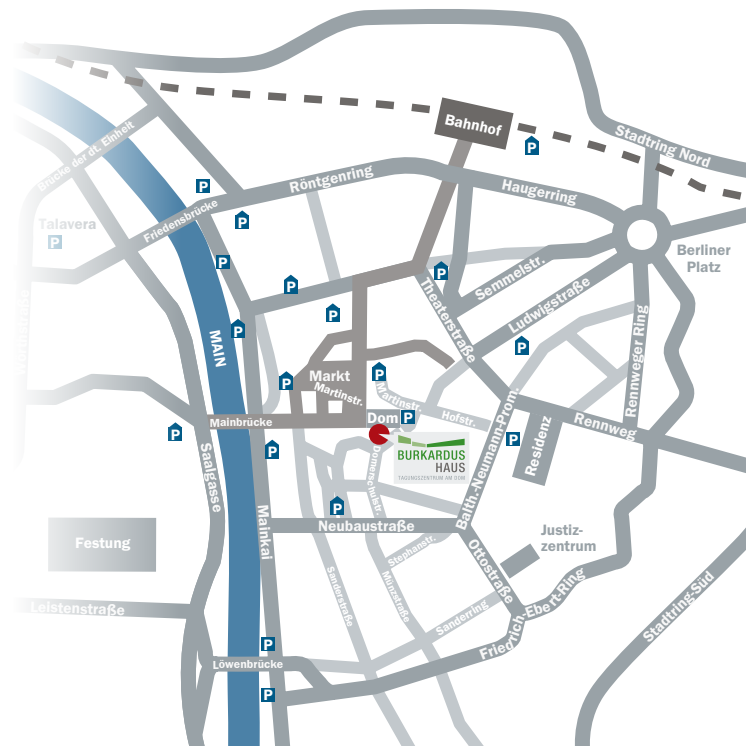 Bahnhof
P
Stadtring Nord
Brücke der dt. Einheit
P
Röntgenring
Haugerring
Talavera
P
Friedensbrücke
P
Berliner
Platz
P
P
P
Semmelstr.
Theaterstraße
Ludwigstraße
P
P
MAIN
P
Rennweger Ring
Markt
P
P
Martinstr.
Martinstr.
Mainbrücke
Dom
P
Hofstr.
Balth.-Neumann-Prom.
Rennweg
P
P
P
Residenz
BURKARDUS
HAUS
TAGUNGSZENTRUM AM DOM
Saalgasse
Domerschulstr.
P
Mainkai
Neubaustraße
Justiz-
zentrum
Festung
Stephanstr.
Ottostraße
Sanderstraße
Münzstraße
Leistenstraße
Sanderring
Friedrich-Ebert-Ring
Stadtring-Süd
P
Löwenbrücke
P